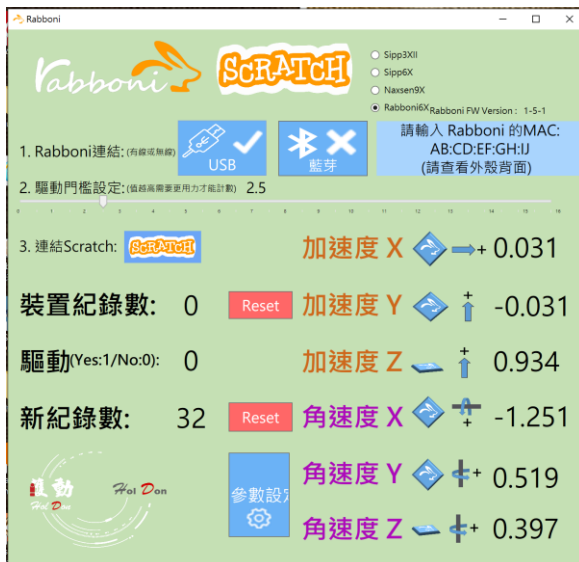 Rabboni
rabboni SCRATCH
Sipp3XII
Sipp6X
Naxsen9X
Rabboni6X Rabboni FW Version : 1-5-1
1. Rabboni連結: (有線或無線)
USB
藍芽
請輸入 Rabboni 的MAC:
AB:CD:EF:GH:IJ
(請查看外殼背面)
2. 驅動門檻設定: (值越高需要更用力才能計數) 2.5
0 1 2 3 4 5 6 7 8 9 10 11 12 13 14 15 16
3. 連結Scratch: SCRATCH
加速度 X + 0.031
裝置紀錄數: 0 Reset
加速度 Y + -0.031
驅動(Yes:1/No:0): 0
加速度 Z + 0.934
新紀錄數: 32 Reset
角速度 X + -1.251
動 Hol Don
Hol Don
參數設定
角速度 Y + 0.519
角速度 Z + 0.397